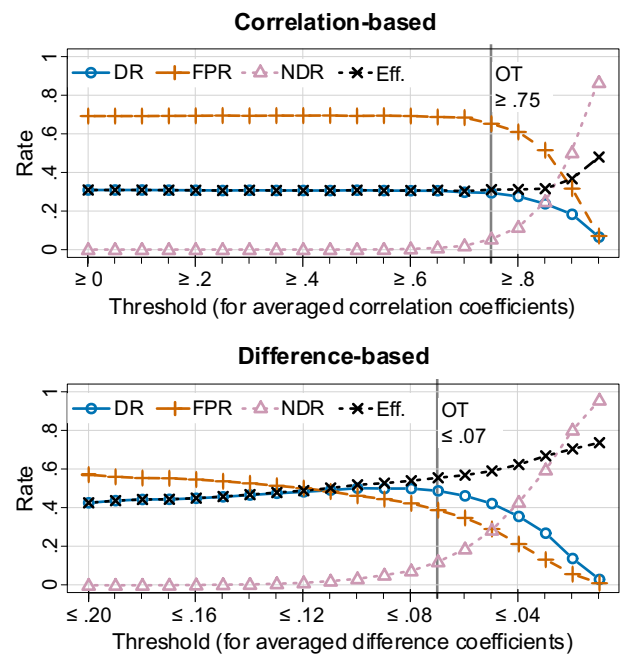 Correlation-based
DR FPR NDR Eff.
OT
≥ .75
Rate
0 .2 .4 .6 .8 1
≥ 0 ≥ .2 ≥ .4 ≥ .6 ≥ .8
Threshold (for averaged correlation coefficients)
Difference-based
DR FPR NDR Eff.
OT
≤ .07
Rate
0 .2 .4 .6 .8 1
≤ .20 ≤ .16 ≤ .12 ≤ .08 ≤ .04
Threshold (for averaged difference coefficients)